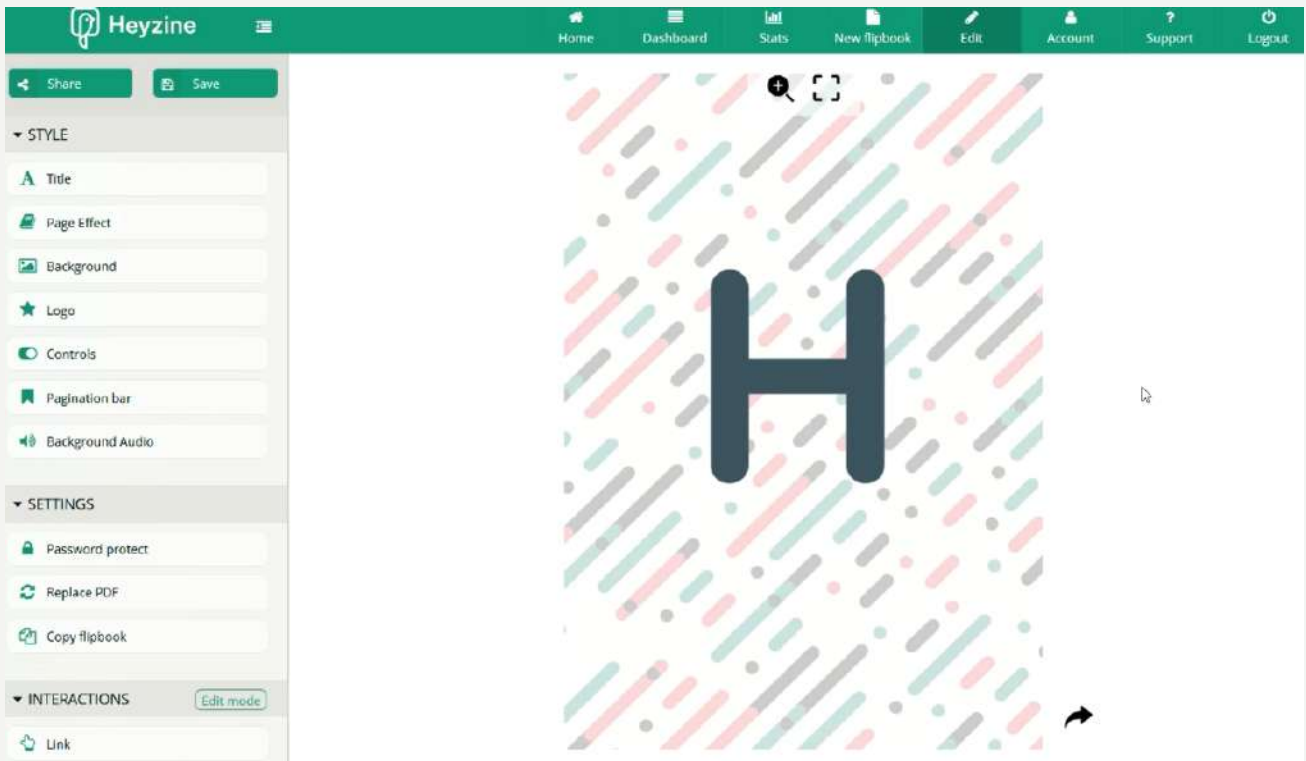 Heyzine
Home Dashboard Stats New flipbook Edit Account Support Logout
Share Save
STYLE
Title
Page Effect
Background
Logo
Controls
Pagination bar
Background Audio
SETTINGS
Password protect
Replace PDF
Copy flipbook
INTERACTIONS Edit mode
Link
H